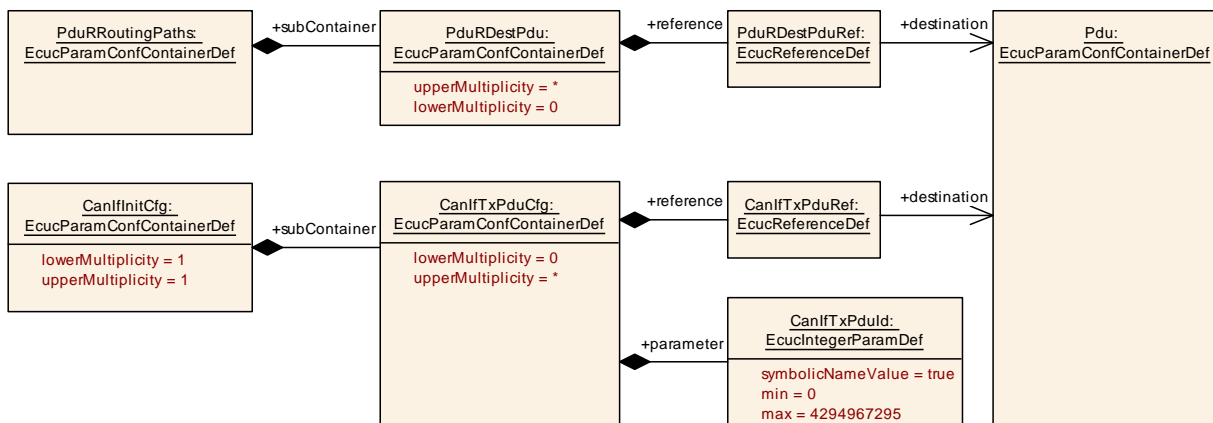 PduRRoutingPaths:
EcucParamConfContainerDef
+subContainer
PduRDestPdu:
EcucParamConfContainerDef
upperMultiplicity = *
lowerMultiplicity = 0
+reference
PduRDestPduRef:
EcucReferenceDef
+destination
Pdu:
EcucParamConfContainerDef
CanIfInitCfg:
EcucParamConfContainerDef
lowerMultiplicity = 1
upperMultiplicity = 1
+subContainer
CanIfTxPduCfg:
EcucParamConfContainerDef
lowerMultiplicity = 0
upperMultiplicity = *
+reference
CanIfTxPduRef:
EcucReferenceDef
+destination
+parameter
CanIfTxPduId:
EcucIntegerParamDef
symbolicNameValue = true
min = 0
max = 4294967295